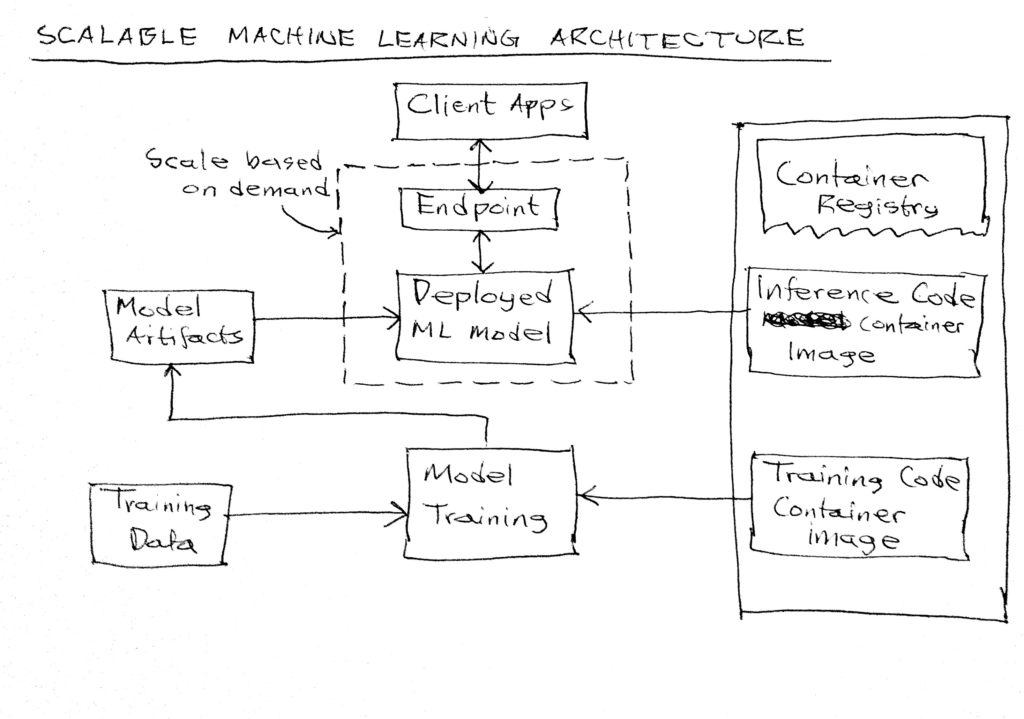 SCALABLE MACHINE LEARNING ARCHITECTURE
Client Apps
Scale based
on demand
Endpoint
Container
Registry
Deployed
ML model
Model
Artifacts
Inference Code
Container
Image
Model
Training
Training
Data
Training Code
Container
image